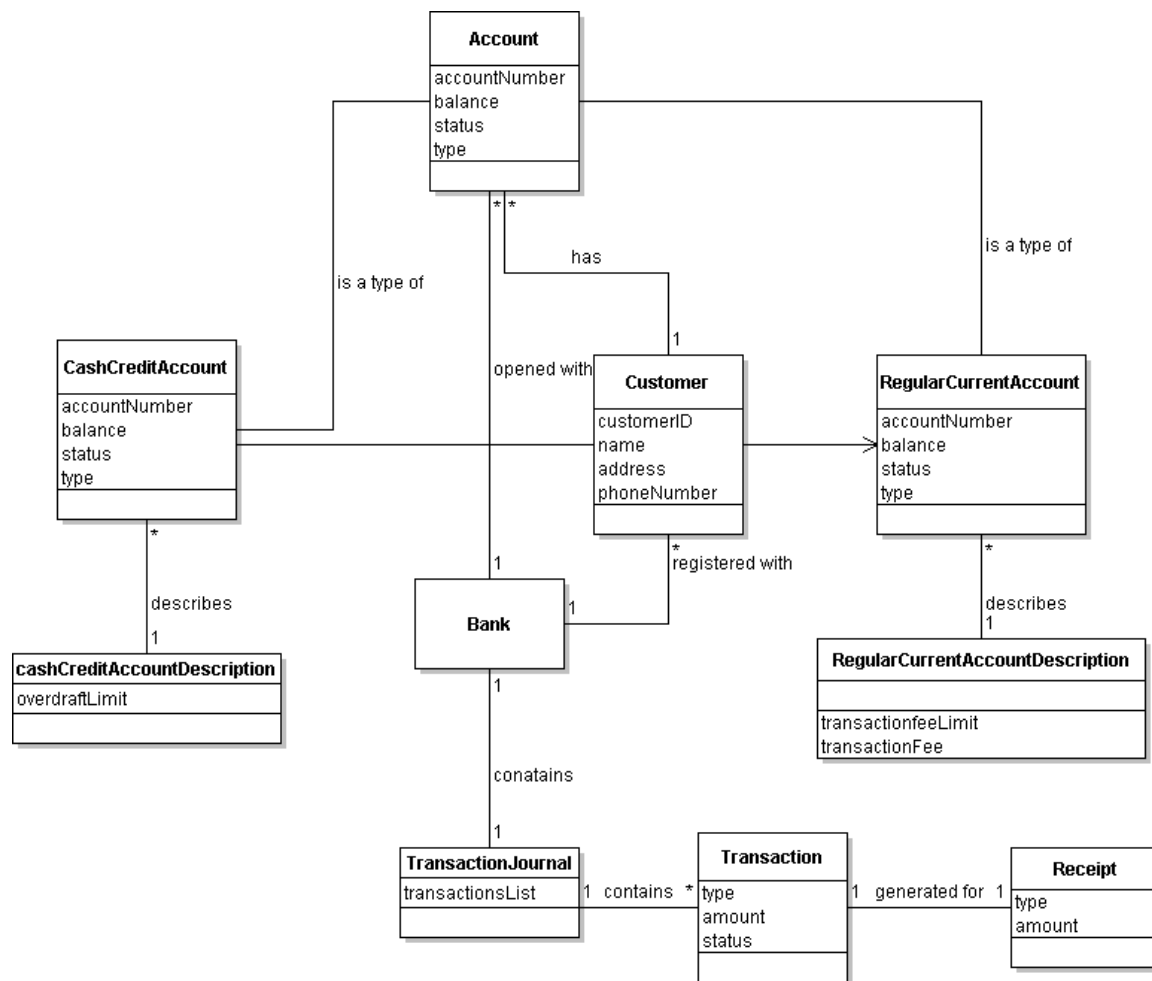 Account
accountNumber
balance
status
type
* *
has
is a type of
is a type of
1
CashCreditAccount
accountNumber
balance
status
type
opened with
Customer
customerID
name
address
phoneNumber
RegularCurrentAccount
accountNumber
balance
status
type
*
*
registered with
*
1
1
Bank
describes
1
describes
1
cashCreditAccountDescription
overdraftLimit
RegularCurrentAccountDescription
transactionfeeLimit
transactionFee
1
conatains
1
TransactionJournal
transactionsList
1 contains *
Transaction
type
amount
status
1 generated for 1
Receipt
type
amount